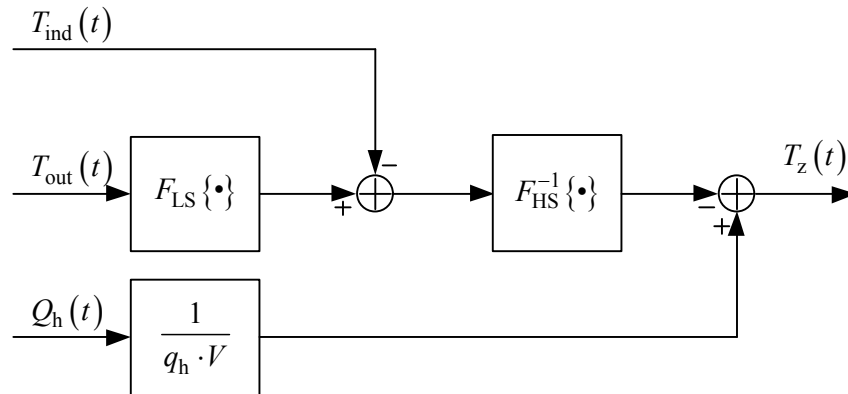 T_ind(t)
−
T_out(t)
F_LS{•}
+
F_HS^{-1}{•}
−
T_z(t)
+
Q_h(t)
1
q_h · V